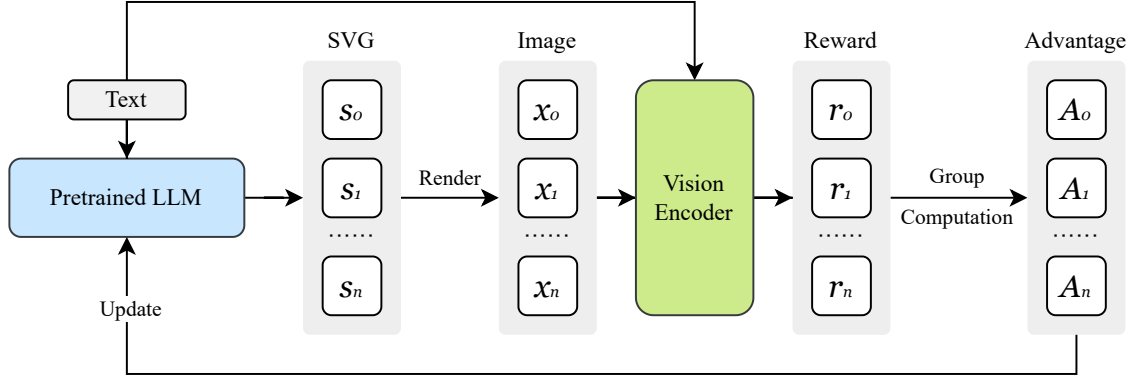 SVG
Image
Reward
Advantage
Text
Pretrained LLM
s₀
s₁
......
sₙ
Render
x₀
x₁
......
xₙ
Vision
Encoder
r₀
r₁
......
rₙ
Group
Computation
A₀
A₁
......
Aₙ
Update